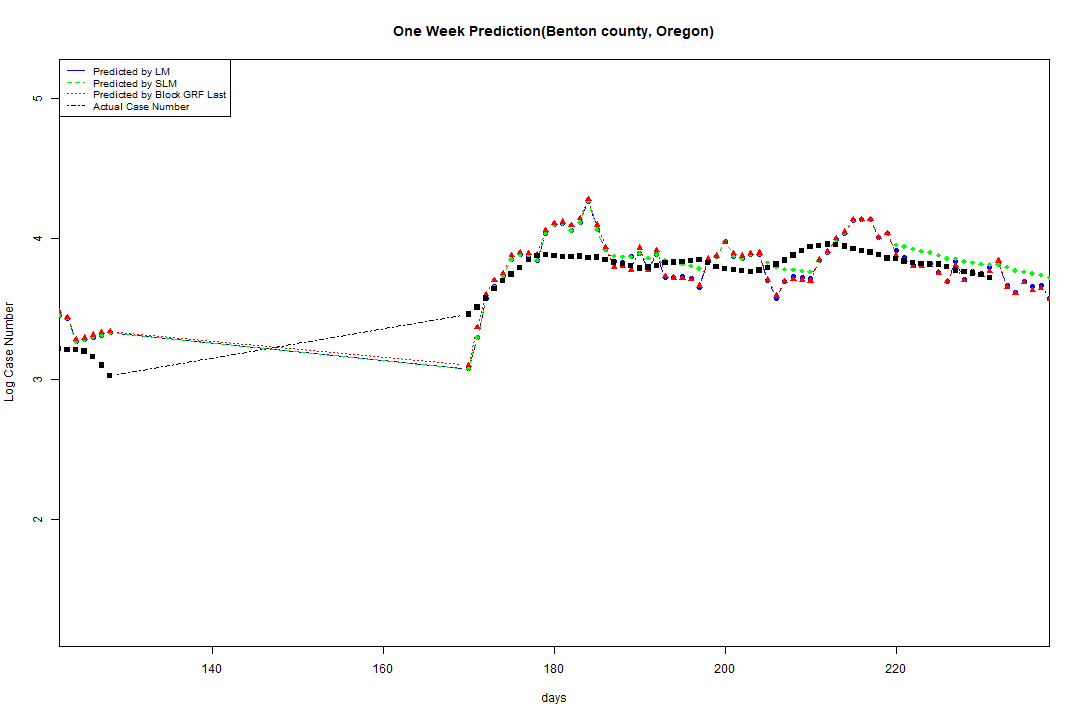 One Week Prediction(Benton county, Oregon)
Predicted by LM
Predicted by SLM
Predicted by Block GRF Last
Actual Case Number
5
4
3
2
Log Case Number
140 160 180 200 220
days